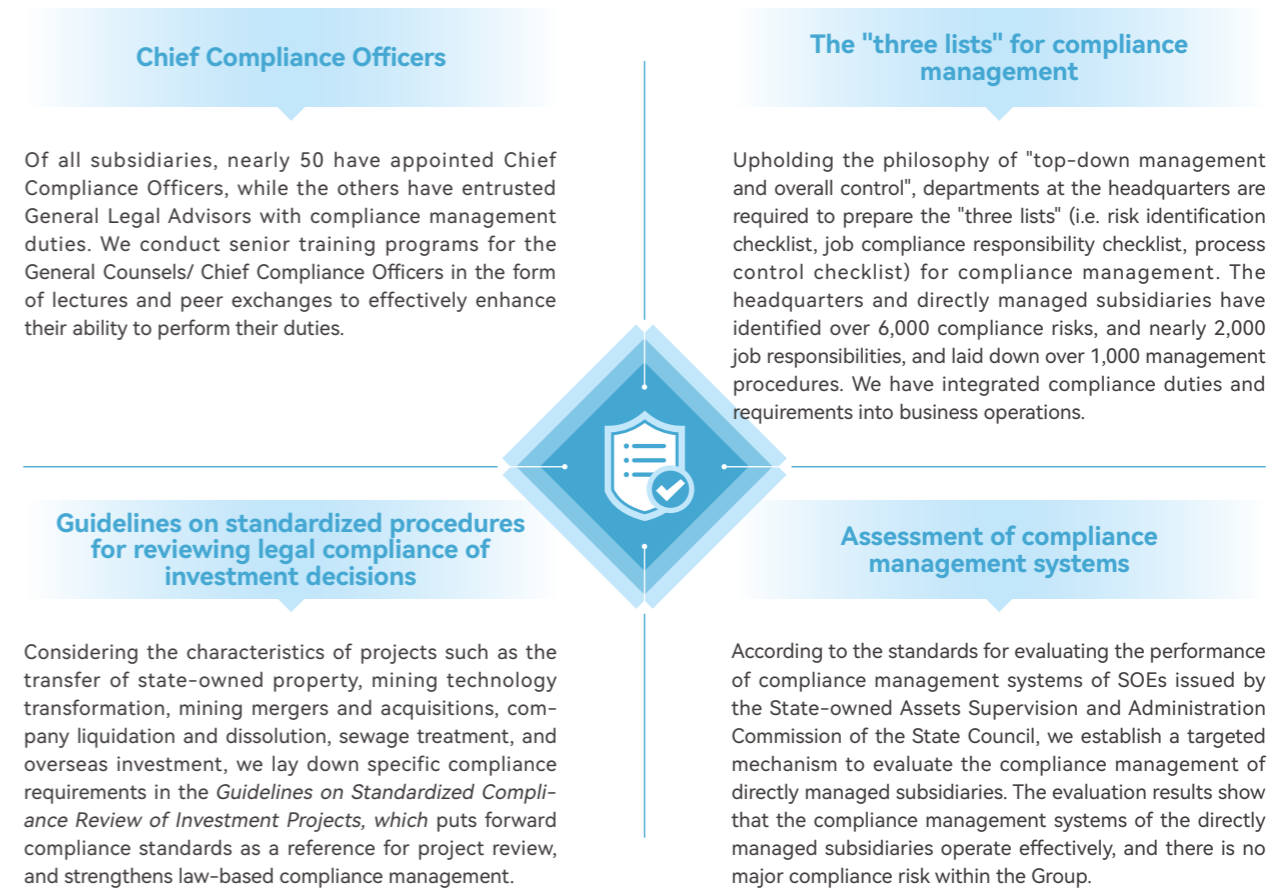 Chief Compliance Officers
Of all subsidiaries, nearly 50 have appointed Chief
Compliance Officers, while the others have entrusted
General Legal Advisors with compliance management
duties. We conduct senior training programs for the
General Counsels/ Chief Compliance Officers in the form
of lectures and peer exchanges to effectively enhance
their ability to perform their duties.
The "three lists" for compliance
management
Upholding the philosophy of "top-down management
and overall control", departments at the headquarters are
required to prepare the "three lists" (i.e. risk identification
checklist, job compliance responsibility checklist, process
control checklist) for compliance management. The
headquarters and directly managed subsidiaries have
identified over 6,000 compliance risks, and nearly 2,000
job responsibilities, and laid down over 1,000 management
procedures. We have integrated compliance duties and
requirements into business operations.
Guidelines on standardized procedures
for reviewing legal compliance of
investment decisions
Considering the characteristics of projects such as the
transfer of state-owned property, mining technology
transformation, mining mergers and acquisitions, com-
pany liquidation and dissolution, sewage treatment, and
overseas investment, we lay down specific compliance
requirements in the Guidelines on Standardized Compli-
ance Review of Investment Projects, which puts forward
compliance standards as a reference for project review,
and strengthens law-based compliance management.
Assessment of compliance
management systems
According to the standards for evaluating the performance
of compliance management systems of SOEs issued by
the State-owned Assets Supervision and Administration
Commission of the State Council, we establish a targeted
mechanism to evaluate the compliance management of
directly managed subsidiaries. The evaluation results show
that the compliance management systems of the directly
managed subsidiaries operate effectively, and there is no
major compliance risk within the Group.